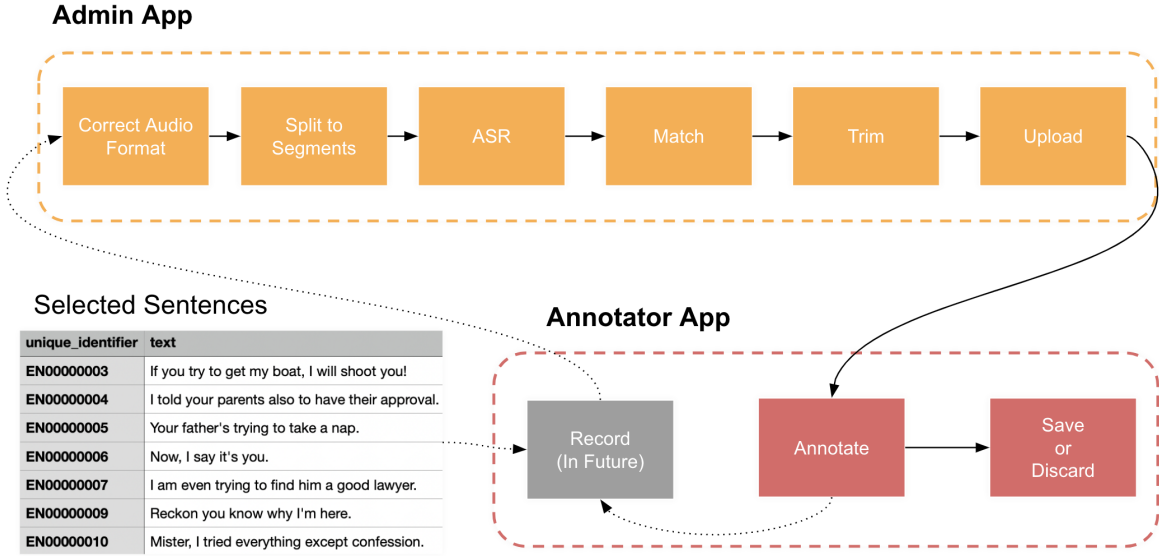 Admin App
Correct Audio
Format
Split to
Segments
ASR
Match
Trim
Upload
Selected Sentences
unique_identifier text
EN00000003 If you try to get my boat, I will shoot you!
EN00000004 I told your parents also to have their approval.
EN00000005 Your father's trying to take a nap.
EN00000006 Now, I say it's you.
EN00000007 I am even trying to find him a good lawyer.
EN00000009 Reckon you know why I'm here.
EN00000010 Mister, I tried everything except confession.
Annotator App
Record
(In Future)
Annotate
Save
or
Discard